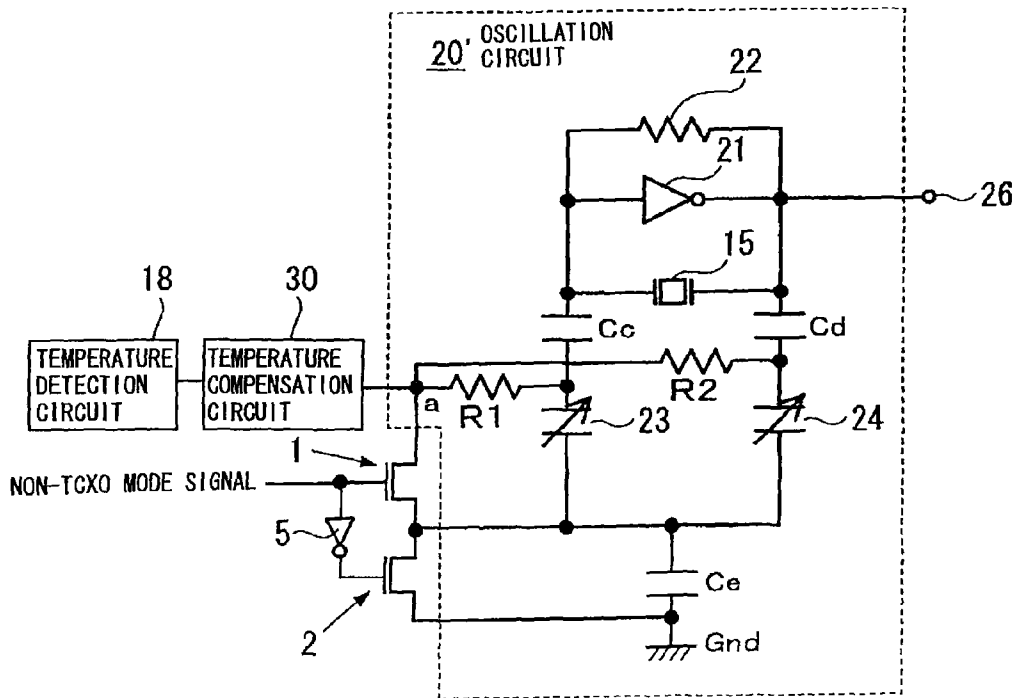 20' OSCILLATION
CIRCUIT
22
21
26
15
18
30
Cc
Cd
TEMPERATURE
DETECTION
CIRCUIT
TEMPERATURE
COMPENSATION
CIRCUIT
a
R1
R2
23
24
1
NON-TCXO MODE SIGNAL
5
2
Ce
Gnd